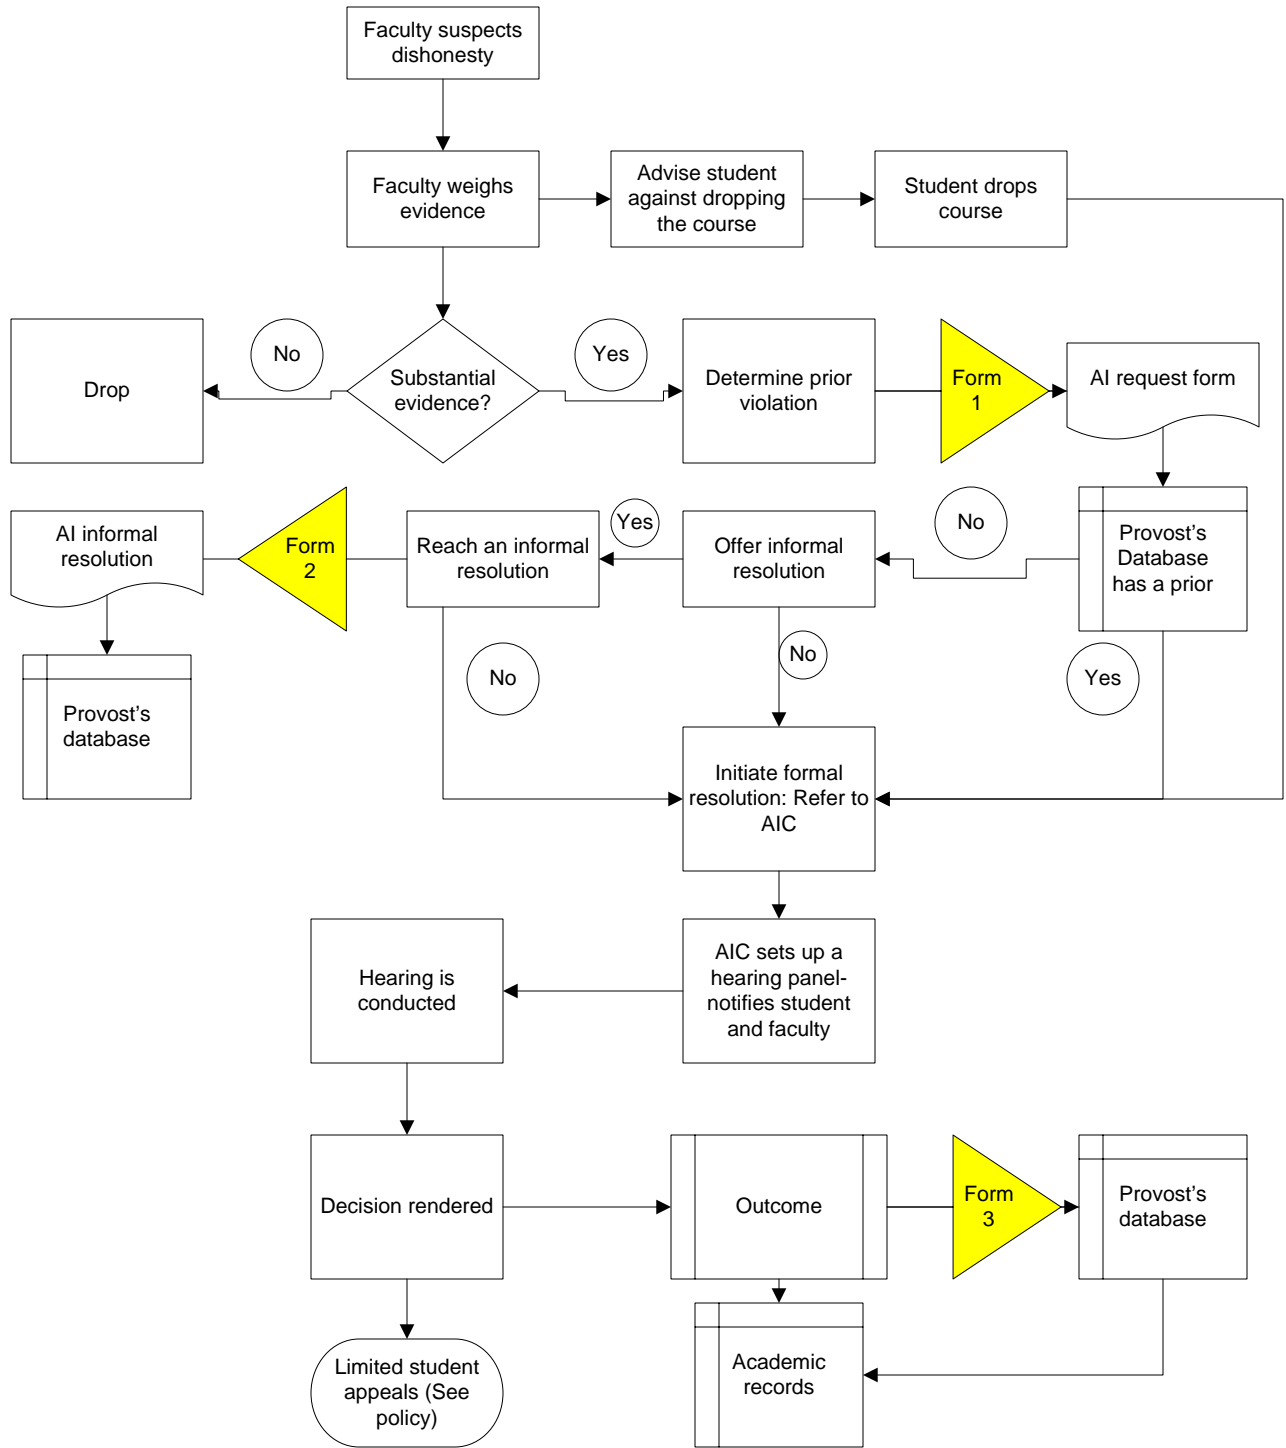 Faculty suspects
dishonesty
Faculty weighs
evidence
Advise student
against dropping
the course
Student drops
course
Drop
No
Substantial
evidence?
Yes
Determine prior
violation
Form
1
AI request form
AI informal
resolution
Form
2
Reach an informal
resolution
Yes
Offer informal
resolution
No
Provost's
Database
has a prior
Provost's
database
No
No
Yes
Initiate formal
resolution: Refer to
AIC
Hearing is
conducted
AIC sets up a
hearing panel-
notifies student
and faculty
Decision rendered
Outcome
Form
3
Provost's
database
Limited student
appeals (See
policy)
Academic
records